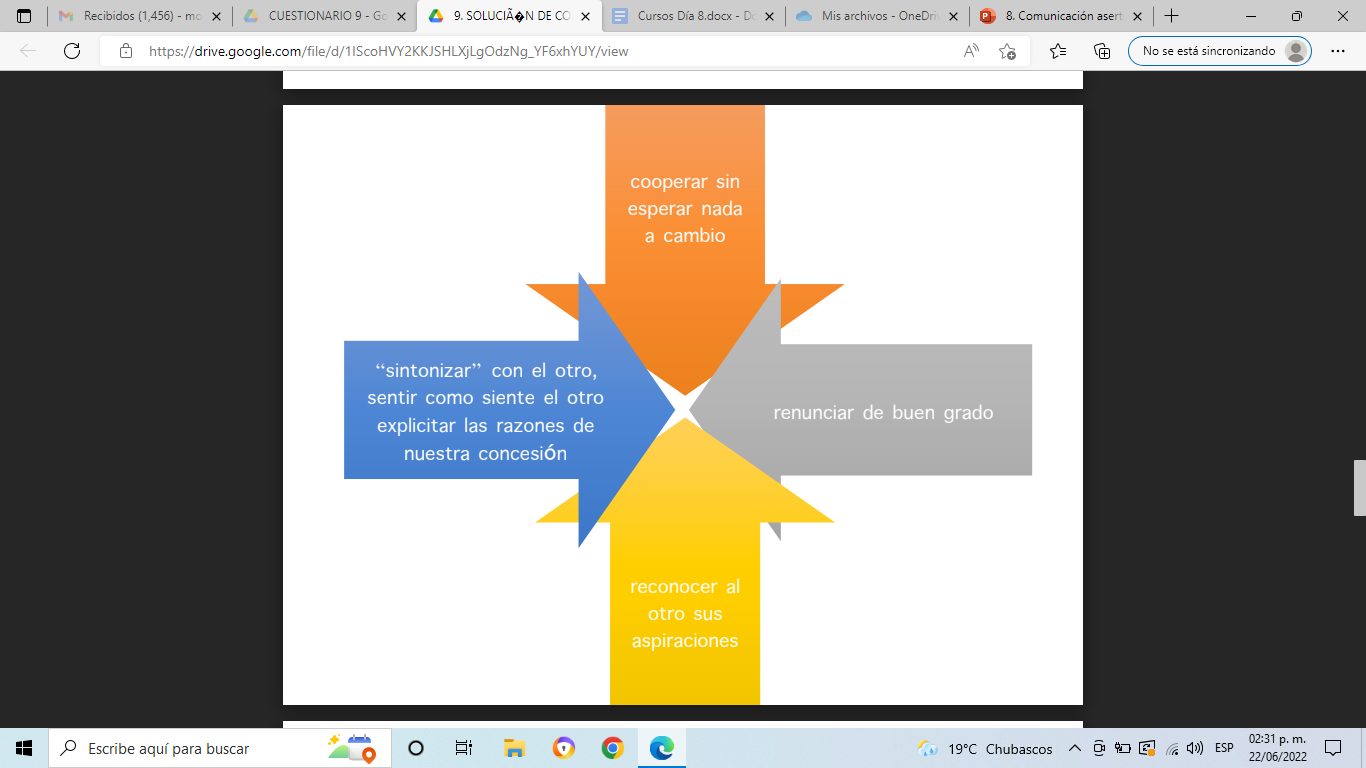 Recibidos (1,456) - mo
CUESTIONARIO 9 - Go
9. SOLUCIÃ�N DE CO
Cursos Día 8.docx - Do
Mis archivos - OneDri
8. Comunicación asert
https://drive.google.com/file/d/1IScoHVY2KKJSHLXjLgOdzNg_YF6xhYUY/view
No se está sincronizando
cooperar sin
esperar nada
a cambio
“sintonizar” con el otro,
sentir como siente el otro
explicitar las razones de
nuestra concesión
renunciar de buen grado
reconocer al
otro sus
aspiraciones
Escribe aquí para buscar
19°C Chubascos
ESP
02:31 p. m.
22/06/2022